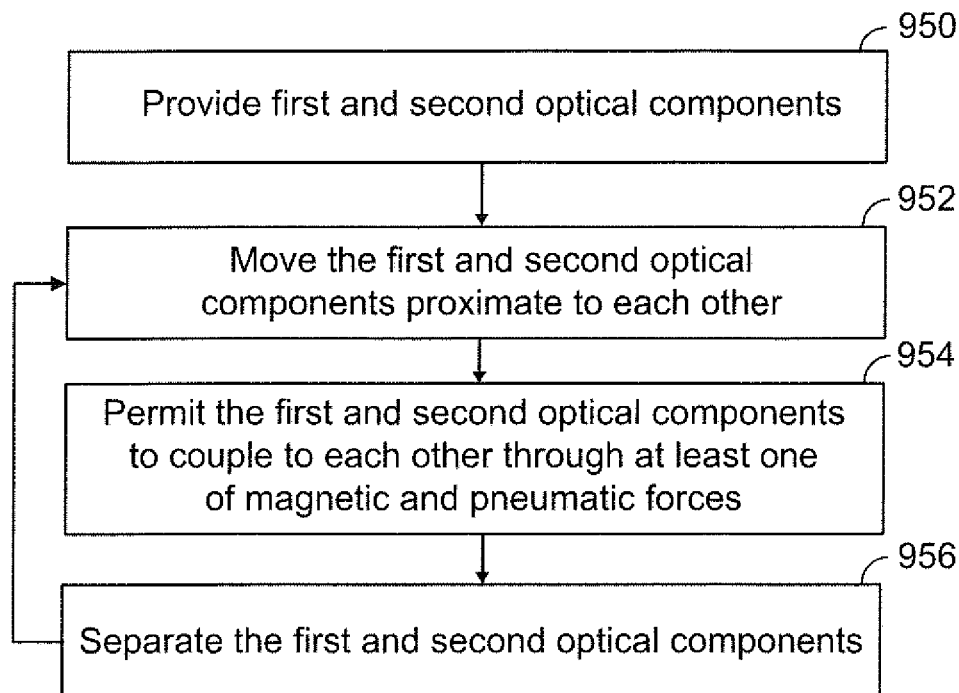 950
Provide first and second optical components
952
Move the first and second optical
components proximate to each other
954
Permit the first and second optical components
to couple to each other through at least one
of magnetic and pneumatic forces
956
Separate the first and second optical components